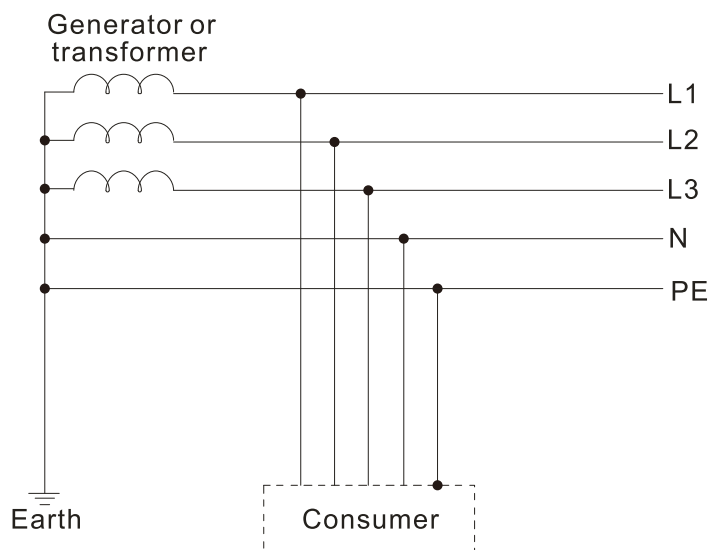 Generator or
transformer
L1
L2
L3
N
PE
Earth
Consumer